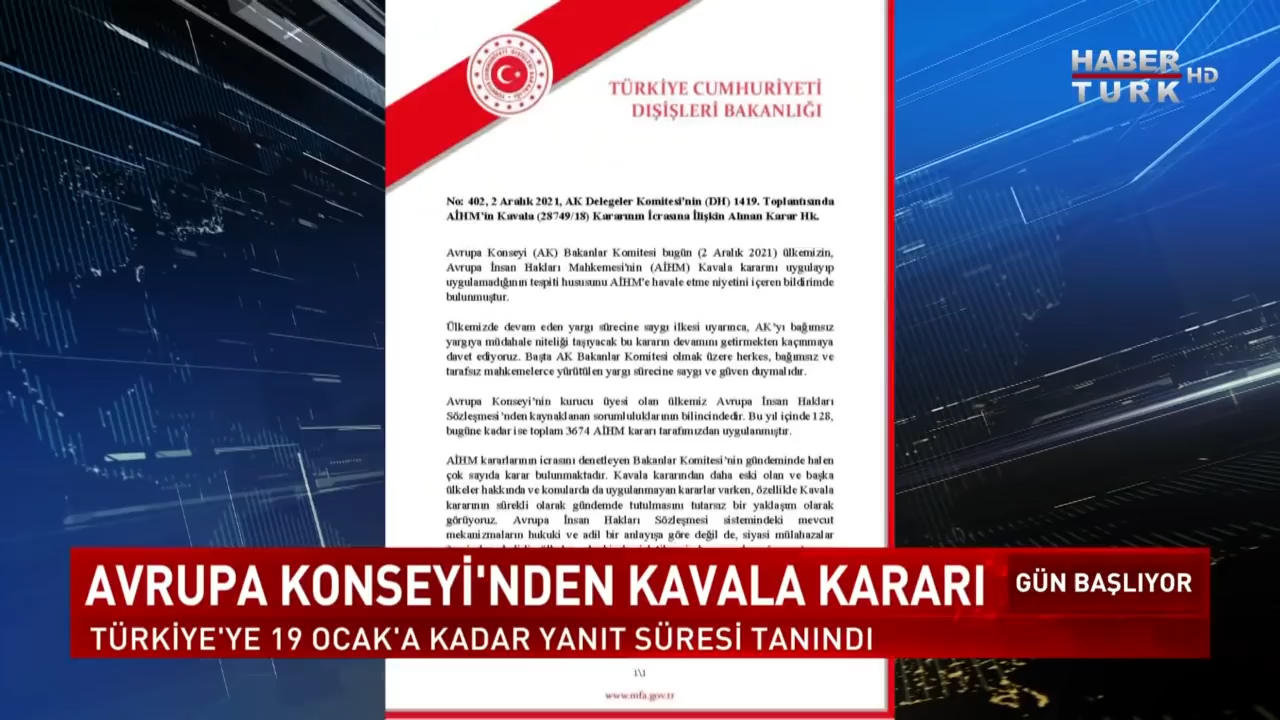 HABER
TURK HD
TÜRKİYE CUMHURİYETİ
DIŞİŞLERİ BAKANLIĞI
No: 402, 2 Aralık 2021, AK Delegeler Komitesi'nin (DH) 1419. Toplantısında
AİHM'in Kavala (28749/18) Kararının İcrasına İlişkin Alınan Karar Hk.
Avrupa Konseyi (AK) Bakanlar Komitesi bugün (2 Aralık 2021) ülkemizin,
Avrupa İnsan Hakları Mahkemesi'nin (AİHM) Kavala kararını uygulayıp
uygulamadığının tespiti hususunu AİHM'e havale etme niyetini içeren bildirimde
bulunmuştur.
Ülkemizde devam eden yargı sürecine saygı ilkesi uyarınca, AK'yı bağımsız
yargıya müdahale niteliği taşıyacak bu kararın devamını getirmekten kaçınmaya
davet ediyoruz. Başta AK Bakanlar Komitesi olmak üzere herkes, bağımsız ve
tarafsız mahkemelerce yürütülen yargı sürecine saygı ve güven duymalıdır.
Avrupa Konseyi'nin kurucu üyesi olan ülkemiz Avrupa İnsan Hakları
Sözleşmesi'nden kaynaklanan sorumluluklarının bilincindedir. Bu yıl içinde 128,
bugüne kadar ise toplam 3674 AİHM kararı tarafımızdan uygulanmıştır.
AİHM kararlarının icrasını denetleyen Bakanlar Komitesi'nin gündeminde halen
çok sayıda karar bulunmaktadır. Kavala kararından daha eski olan ve başka
ülkeler hakkında ve konularda da uygulanmayan kararlar varken, özellikle Kavala
kararının sürekli olarak gündemde tutulmasını tutarsız bir yaklaşım olarak
görüyoruz. Avrupa İnsan Hakları Sözleşmesi sistemindeki mevcut
mekanizmaların hukuki ve adil bir anlayışa göre değil de, siyasi mülahazalar
AVRUPA KONSEYİ'NDEN KAVALA KARARI
GÜN BAŞLIYOR
TÜRKİYE'YE 19 OCAK'A KADAR YANIT SÜRESİ TANINDI
1\1
www.mfa.gov.tr